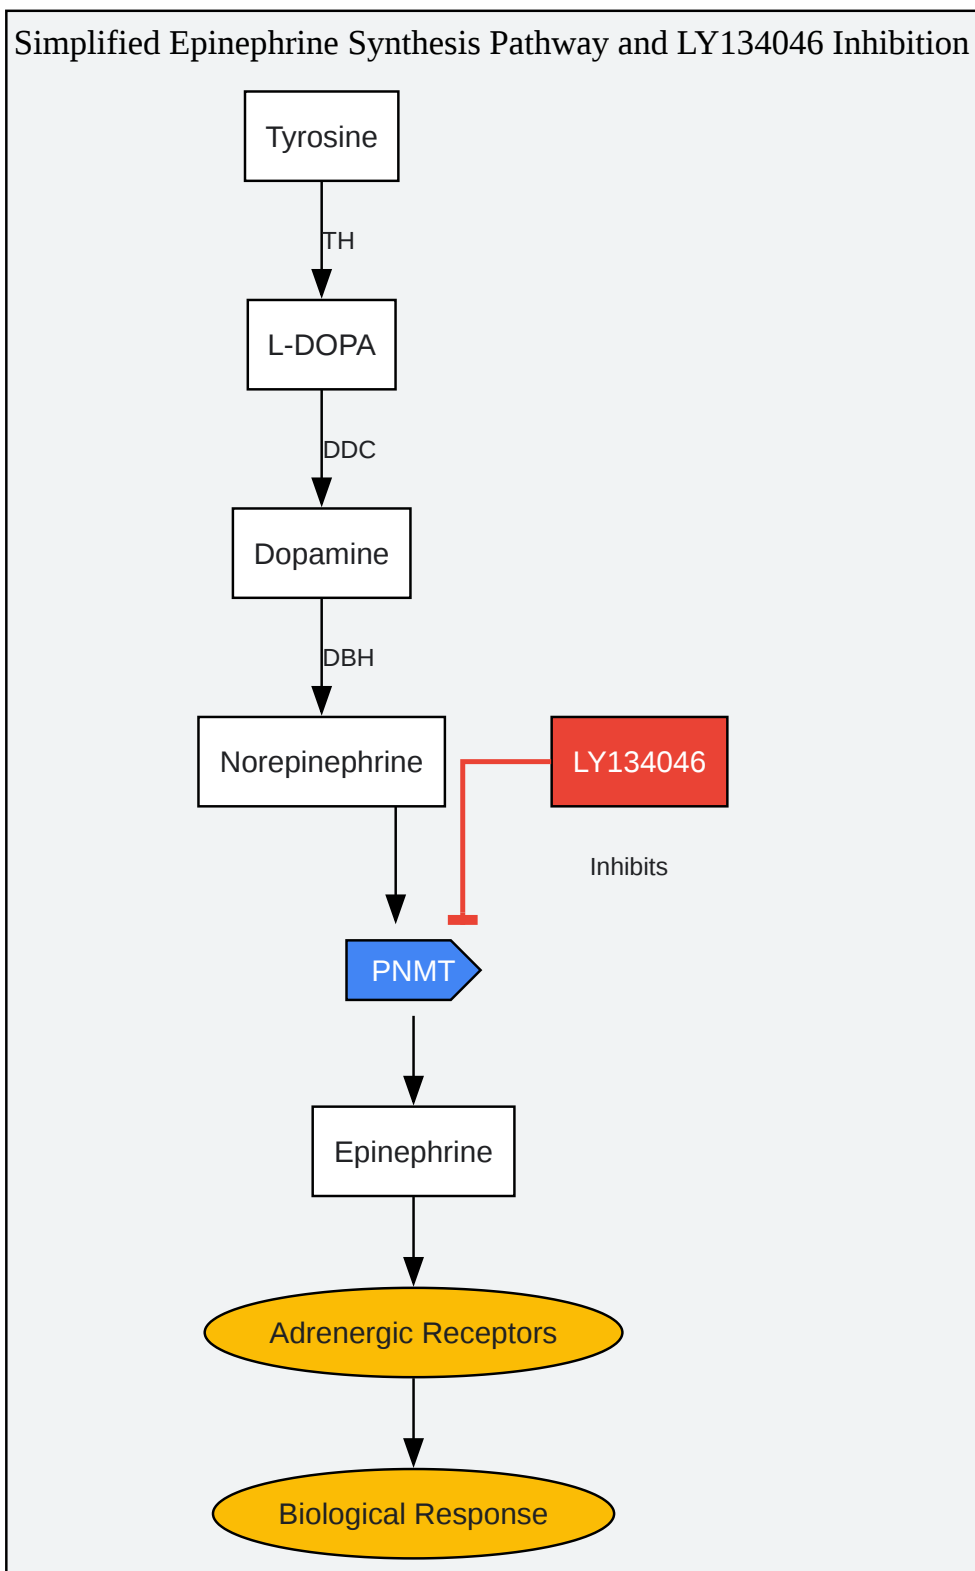 Simplified Epinephrine Synthesis Pathway and LY134046 Inhibition
Tyrosine
TH
L-DOPA
DDC
Dopamine
DBH
Norepinephrine
LY134046
Inhibits
PNMT
Epinephrine
Adrenergic Receptors
Biological Response